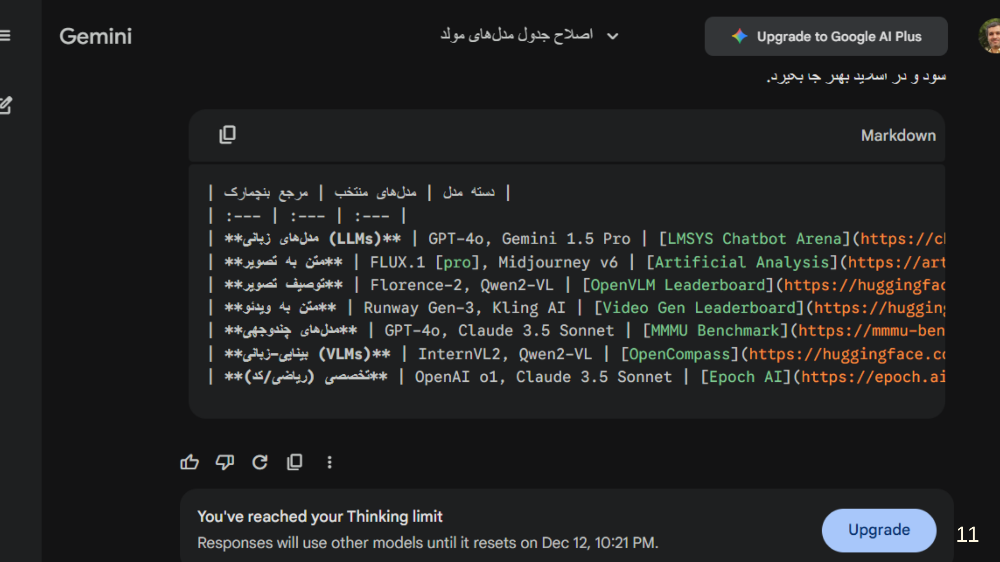 Gemini
اصلاح جدول مدل‌های مولد
Upgrade to Google AI Plus
شود و در اسلاید بهتر جا بگیرد.
Markdown
| دسته مدل | مدل‌های منتخب | مرجع بنچمارک |
| :--- | :--- | :--- |
| **مدل‌های زبانی (LLMs)** | GPT-4o, Gemini 1.5 Pro | [LMSYS Chatbot Arena](https://cl
| **متن به تصویر** | FLUX.1 [pro], Midjourney v6 | [Artificial Analysis](https://art
| **توصیف تصویر** | Florence-2, Qwen2-VL | [OpenVLM Leaderboard](https://huggingfac
| **متن به ویدئو** | Runway Gen-3, Kling AI | [Video Gen Leaderboard](https://hugging
| **مدل‌های چندوجهی** | GPT-4o, Claude 3.5 Sonnet | [MMMU Benchmark](https://mmmu-ben
| **بینایی-زبانی (VLMs)** | InternVL2, Qwen2-VL | [OpenCompass](https://huggingface.co
| **تخصصی (ریاضی/کد)** | OpenAI o1, Claude 3.5 Sonnet | [Epoch AI](https://epoch.ai
You've reached your Thinking limit
Responses will use other models until it resets on Dec 12, 10:21 PM.
Upgrade
11